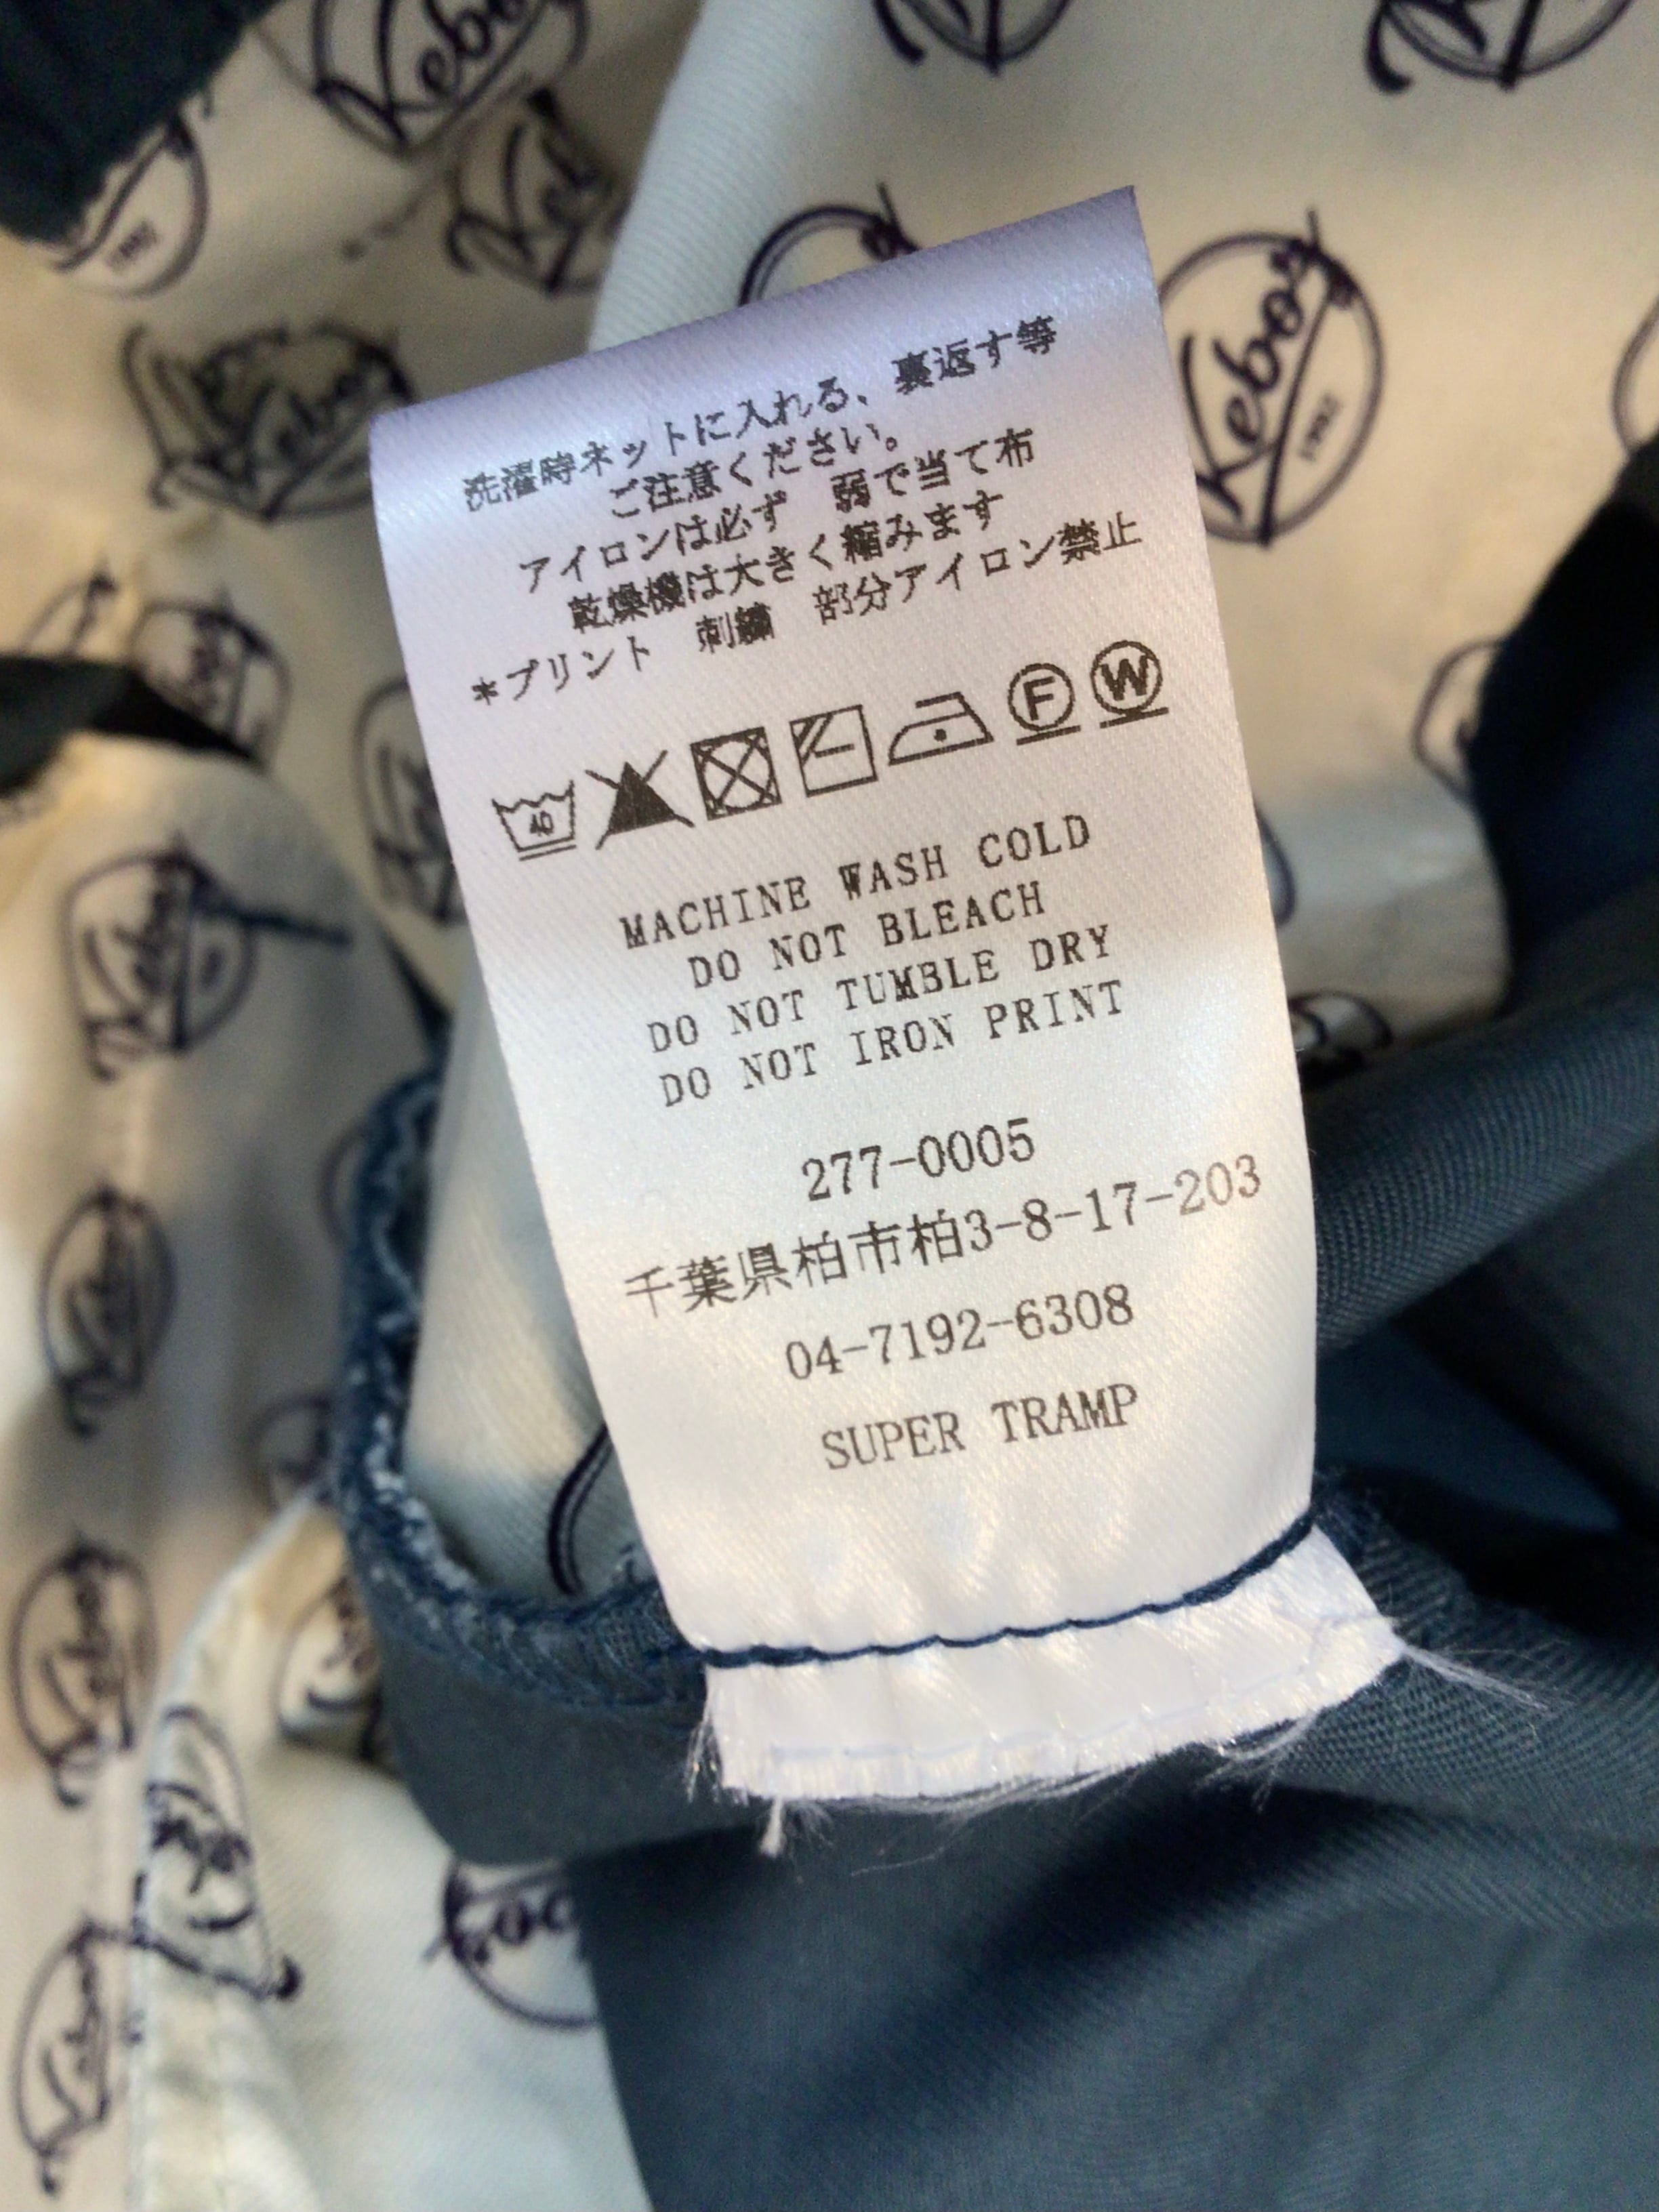 洗濯時ネットに入れる、裏返す等
ご注意ください。
アイロンは必ず 弱で当て布
乾燥機は大きく縮みます
*プリント 刺繍 部分アイロン禁止
40 F W
MACHINE WASH COLD
DO NOT BLEACH
DO NOT TUMBLE DRY
DO NOT IRON PRINT
277-0005
千葉県柏市柏3-8-17-203
04-7192-6308
SUPER TRAMP
Keboz